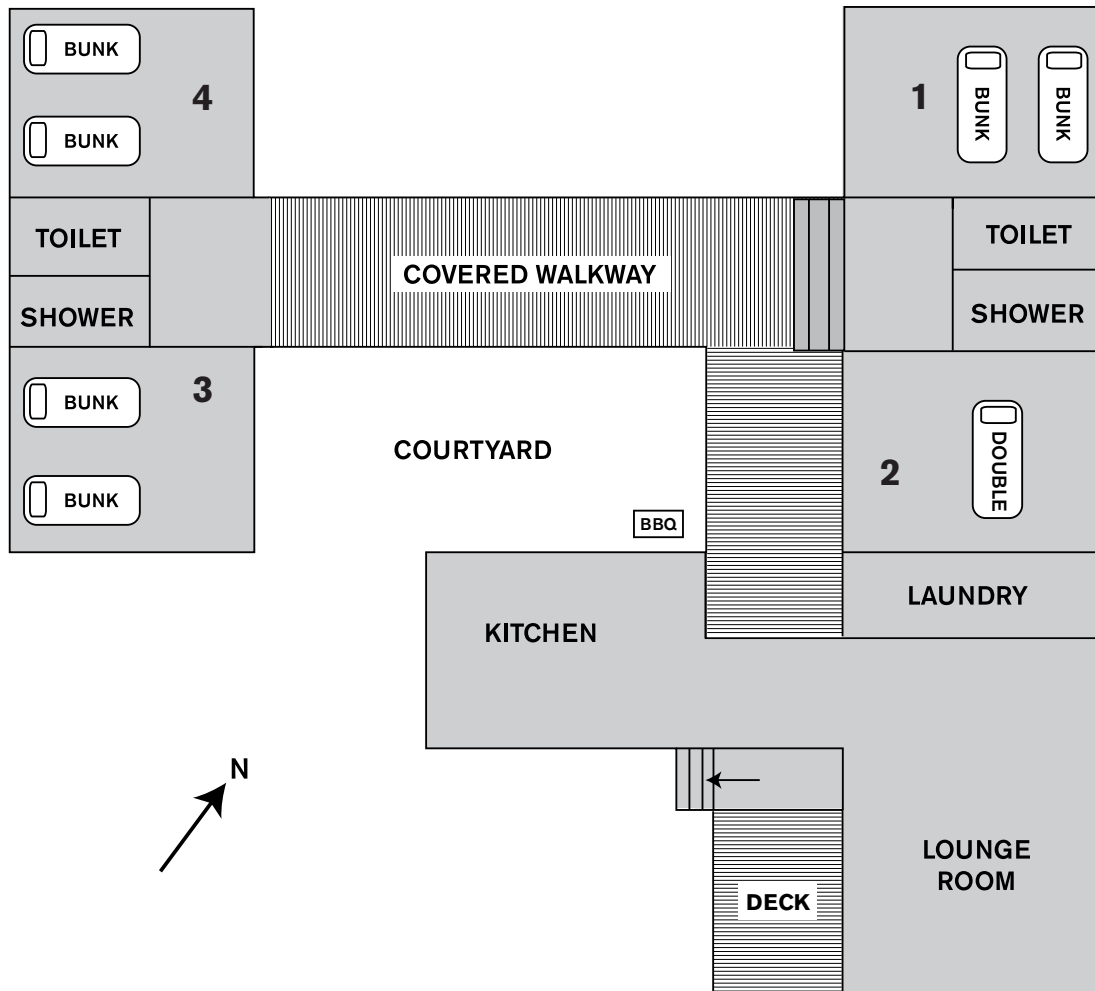 BUNK
4
BUNK
1
BUNK
BUNK
TOILET
SHOWER
COVERED WALKWAY
TOILET
SHOWER
BUNK
3
BUNK
COURTYARD
2
DOUBLE
BBQ
KITCHEN
LAUNDRY
N
LOUNGE
ROOM
DECK